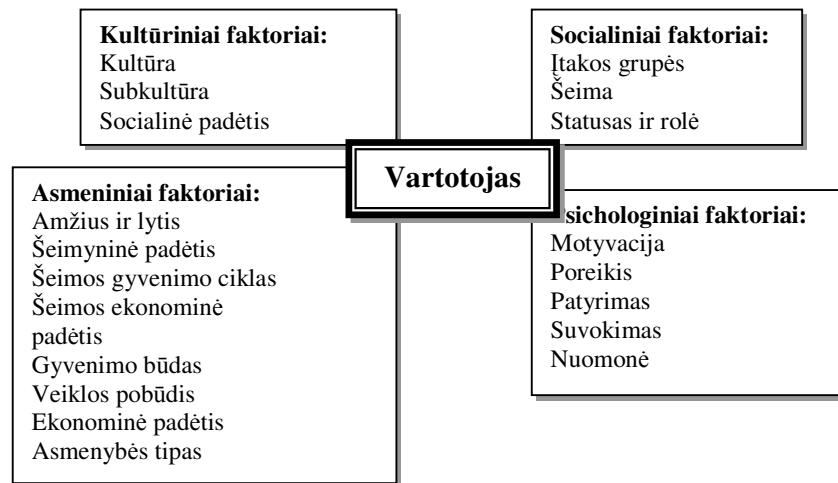 Kultūriniai faktoriai:
Kultūra
Subkultūra
Socialinė padėtis
Socialiniai faktoriai:
Įtakos grupės
Šeima
Statusas ir rolė
Vartotojas
Asmeniniai faktoriai:
Amžius ir lytis
Šeimyninė padėtis
Šeimos gyvenimo ciklas
Šeimos ekonominė
padėtis
Gyvenimo būdas
Veiklos pobūdis
Ekonominė padėtis
Asmenybės tipas
Psichologiniai faktoriai:
Motyvacija
Poreikis
Patyrimas
Suvokimas
Nuomonė